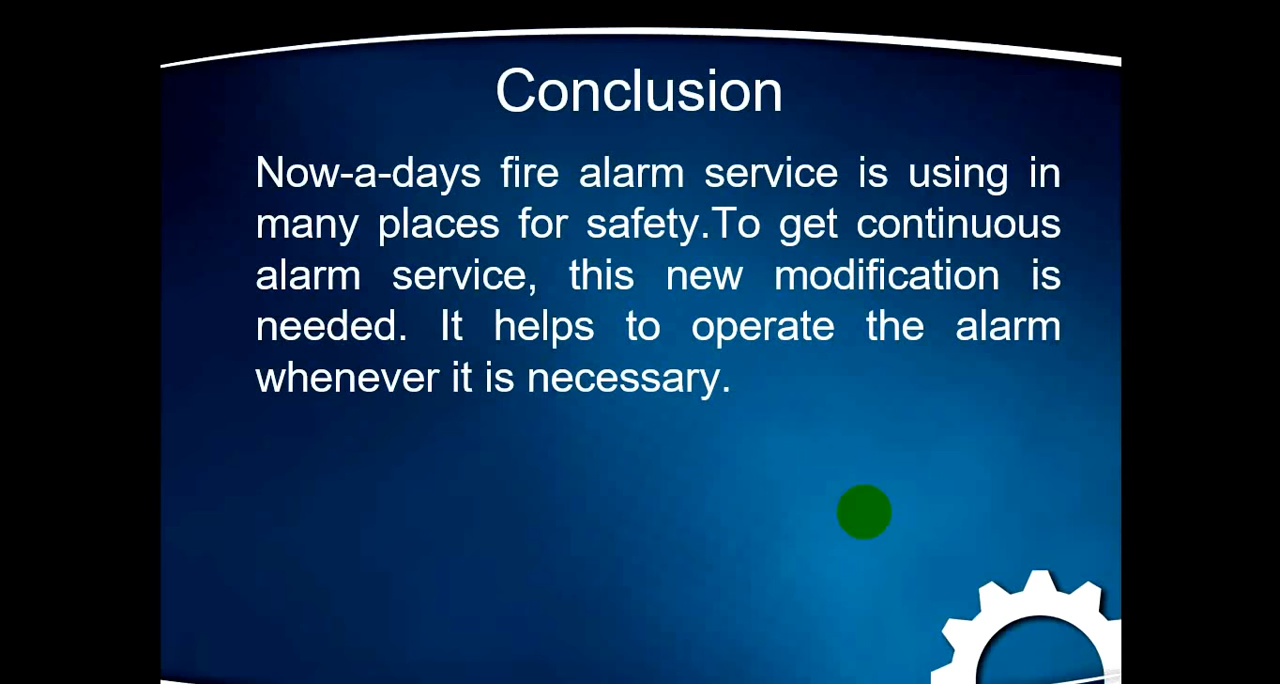 Conclusion
Now-a-days fire alarm service is using in
many places for safety.To get continuous
alarm service, this new modification is
needed. It helps to operate the alarm
whenever it is necessary.